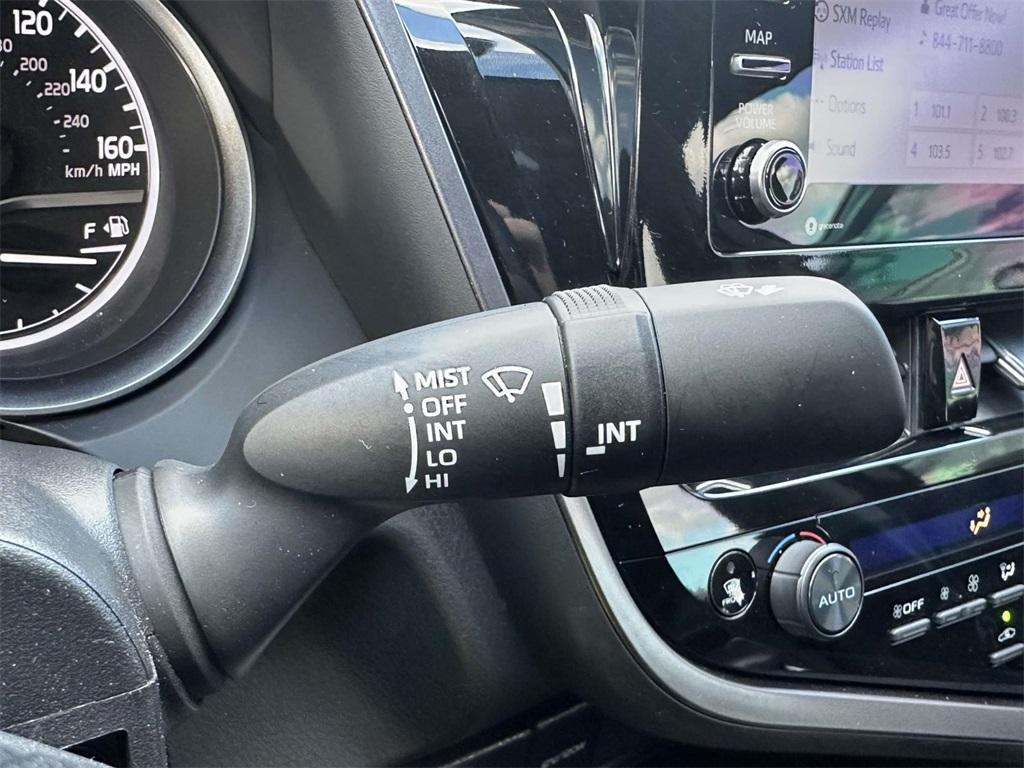 120
200
140
220
240
160
km/h MPH
F
MAP
POWER
VOLUME
SXM Replay
Station List
Options
Sound
Great Offer Now!
844-711-8800
1 101.1
2 100.3
4 103.5
5 102.7
gracenote
MIST
OFF
INT
LO
HI
INT
FRONT
AUTO
OFF